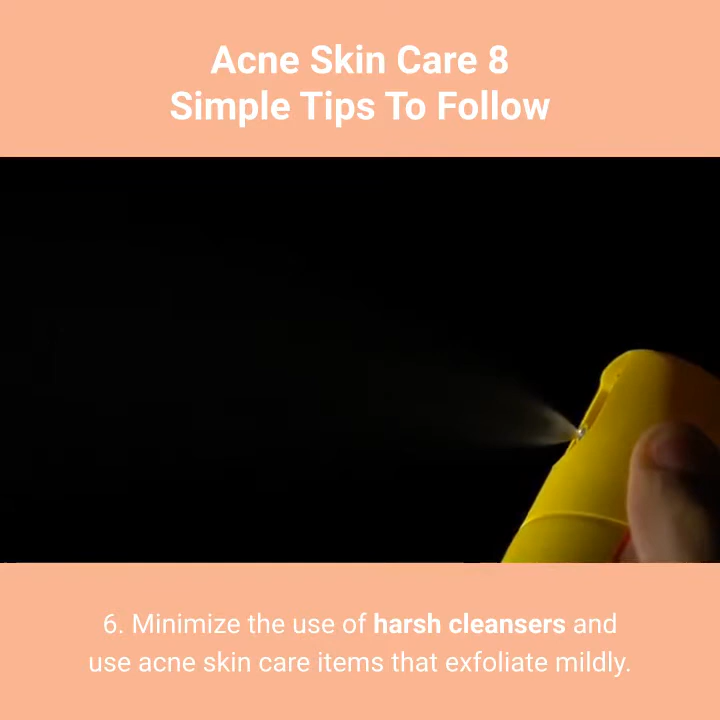 Acne Skin Care 8
Simple Tips To Follow
6. Minimize the use of harsh cleansers and
use acne skin care items that exfoliate mildly.